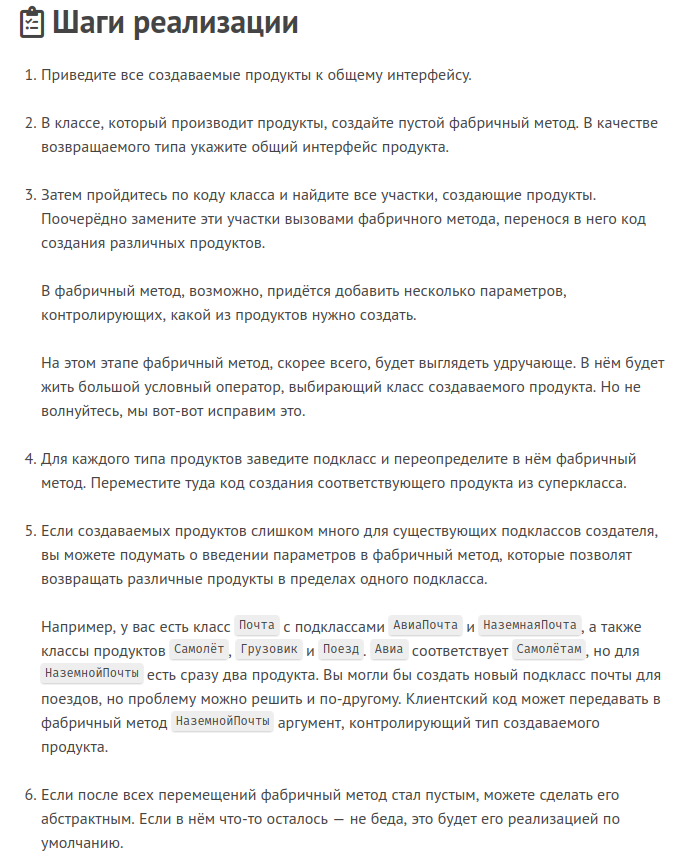 Шаги реализации
1. Приведите все создаваемые продукты к общему интерфейсу.
2. В классе, который производит продукты, создайте пустой фабричный метод. В качестве
возвращаемого типа укажите общий интерфейс продукта.
3. Затем пройдитесь по коду класса и найдите все участки, создающие продукты.
Поочерёдно замените эти участки вызовами фабричного метода, перенося в него код
создания различных продуктов.
В фабричный метод, возможно, придётся добавить несколько параметров,
контролирующих, какой из продуктов нужно создать.
На этом этапе фабричный метод, скорее всего, будет выглядеть удручающе. В нём будет
жить большой условный оператор, выбирающий класс создаваемого продукта. Но не
волнуйтесь, мы вот-вот исправим это.
4. Для каждого типа продуктов заведите подкласс и переопределите в нём фабричный
метод. Переместите туда код создания соответствующего продукта из суперкласса.
5. Если создаваемых продуктов слишком много для существующих подклассов создателя,
вы можете подумать о введении параметров в фабричный метод, которые позволят
возвращать различные продукты в пределах одного подкласса.
Например, у вас есть класс Почта с подклассами АвиаПочта и НаземнаяПочта, а также
классы продуктов Самолёт, Грузовик и Поезд. Авиа соответствует Самолётам, но для
НаземнойПочты есть сразу два продукта. Вы могли бы создать новый подкласс почты для
поездов, но проблему можно решить и по-другому. Клиентский код может передавать в
фабричный метод НаземнойПочты аргумент, контролирующий тип создаваемого
продукта.
6. Если после всех перемещений фабричный метод стал пустым, можете сделать его
абстрактным. Если в нём что-то осталось — не беда, это будет его реализацией по
умолчанию.